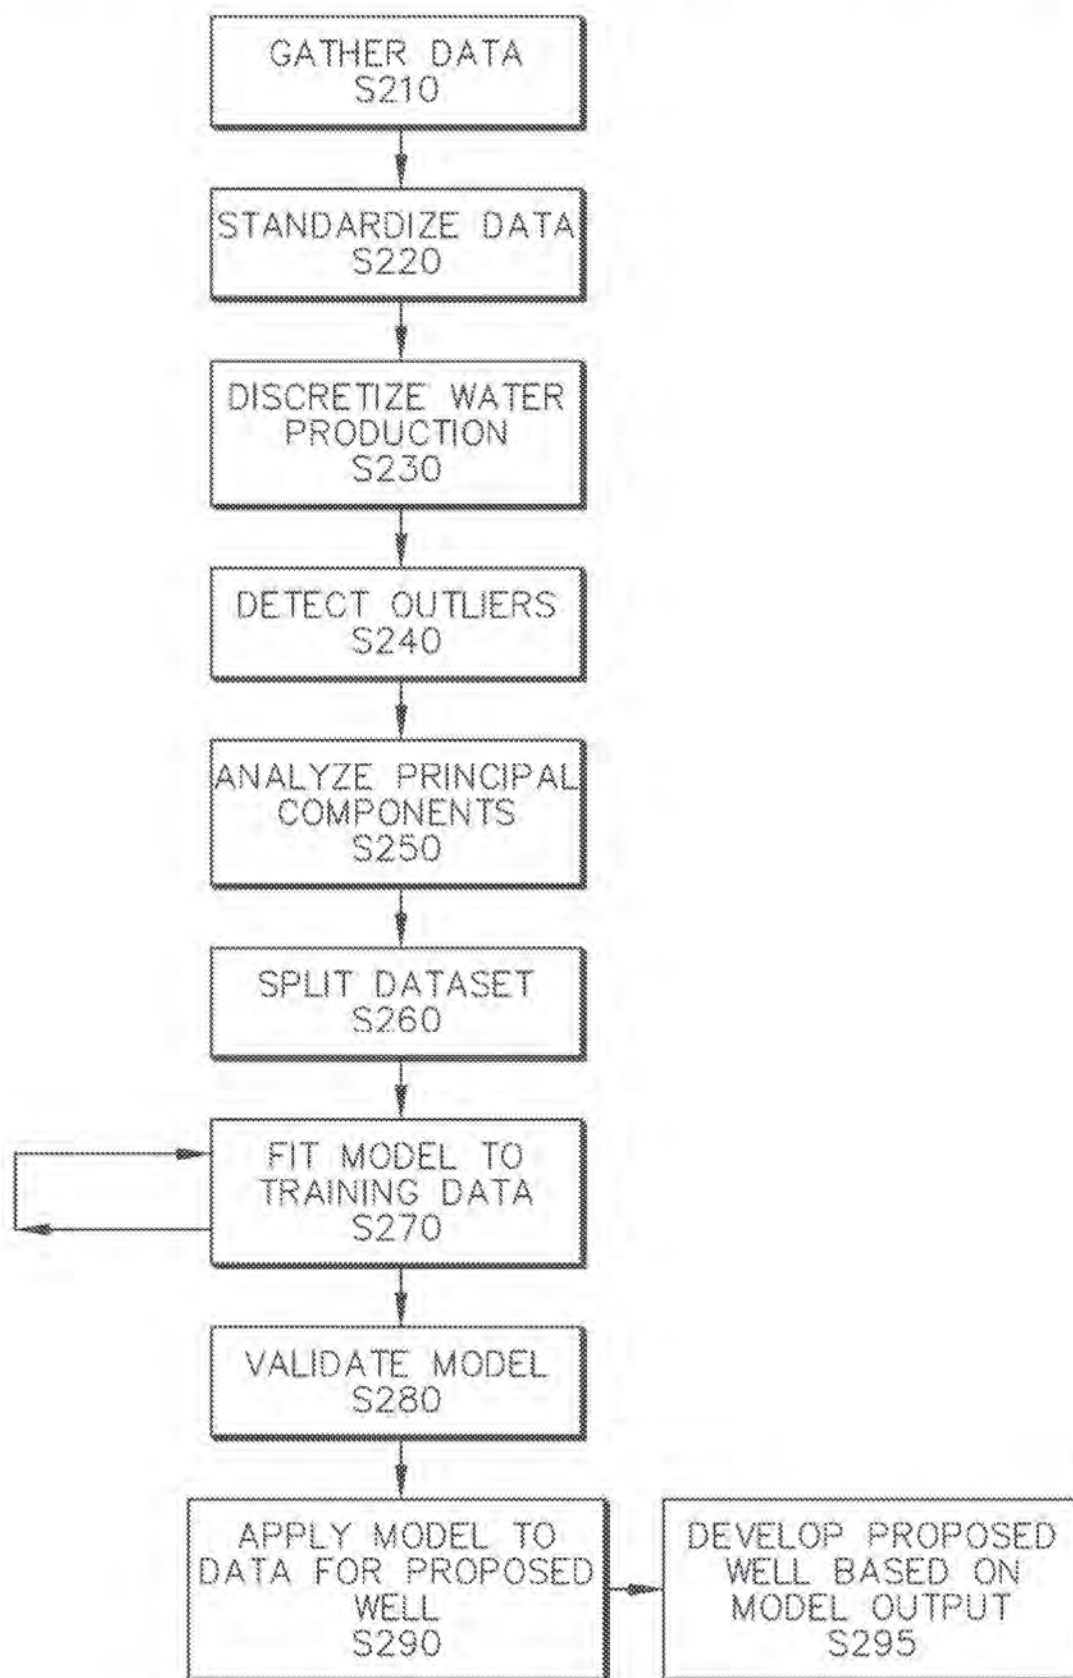 GATHER DATA
S210
STANDARDIZE DATA
S220
DISCRETIZE WATER
PRODUCTION
S230
DETECT OUTLIERS
S240
ANALYZE PRINCIPAL
COMPONENTS
S250
SPLIT DATASET
S260
FIT MODEL TO
TRAINING DATA
S270
VALIDATE MODEL
S280
APPLY MODEL TO
DATA FOR PROPOSED
WELL
S290
DEVELOP PROPOSED
WELL BASED ON
MODEL OUTPUT
S295